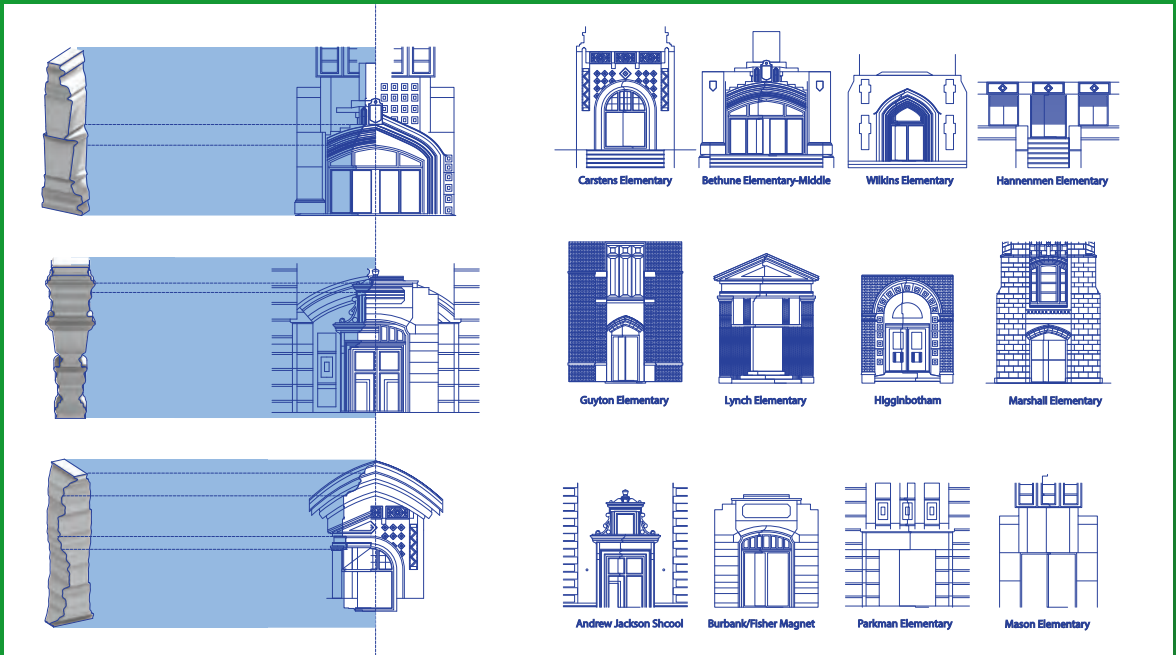 Carstens Elementary
Bethune Elementary-Middle
Wilkins Elementary
Hannenmen Elementary
Guyton Elementary
Lynch Elementary
Higginbotham
Marshall Elementary
Andrew Jackson Shcool
Burbank/Fisher Magnet
Parkman Elementary
Mason Elementary